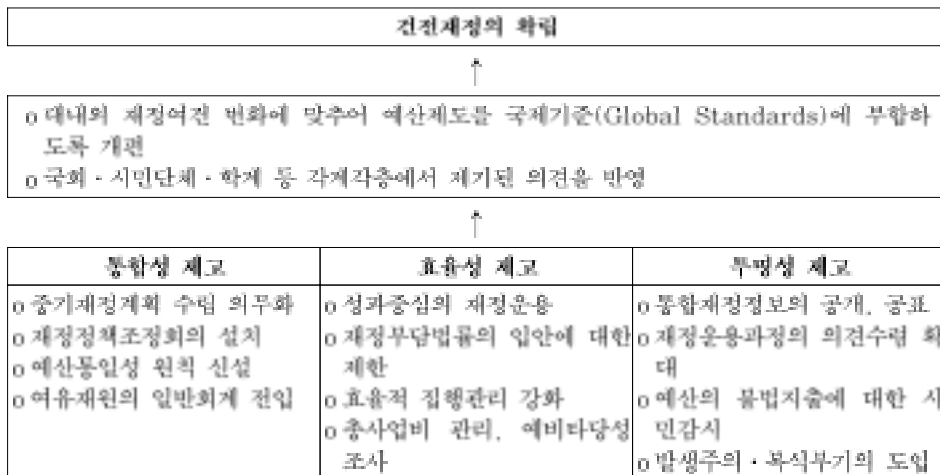 건전재정의 확립
↑
o 대내외 재정여건 변화에 맞추어 예산제도를 국제기준(Global Standards)에 부합하
도록 개편
o 국회·시민단체·학계 등 각계각층에서 제기된 의견을 반영
↑
통합성 제고
o 중기재정계획 수립 의무화
o 재정정책조정회의 설치
o 예산통일성 원칙 신설
o 여유재원의 일반회계 전입
효율성 제고
o 성과중심의 재정운용
o 재정부담법률의 입안에 대한
제한
o 효율적 집행관리 강화
o 총사업비 관리, 예비타당성
조사
투명성 제고
o 통합재정정보의 공개, 공표
o 재정운용과정의 의견수렴 확
대
o 예산의 불법지출에 대한 시
민감시
o 발생주의·복식부기의 도입